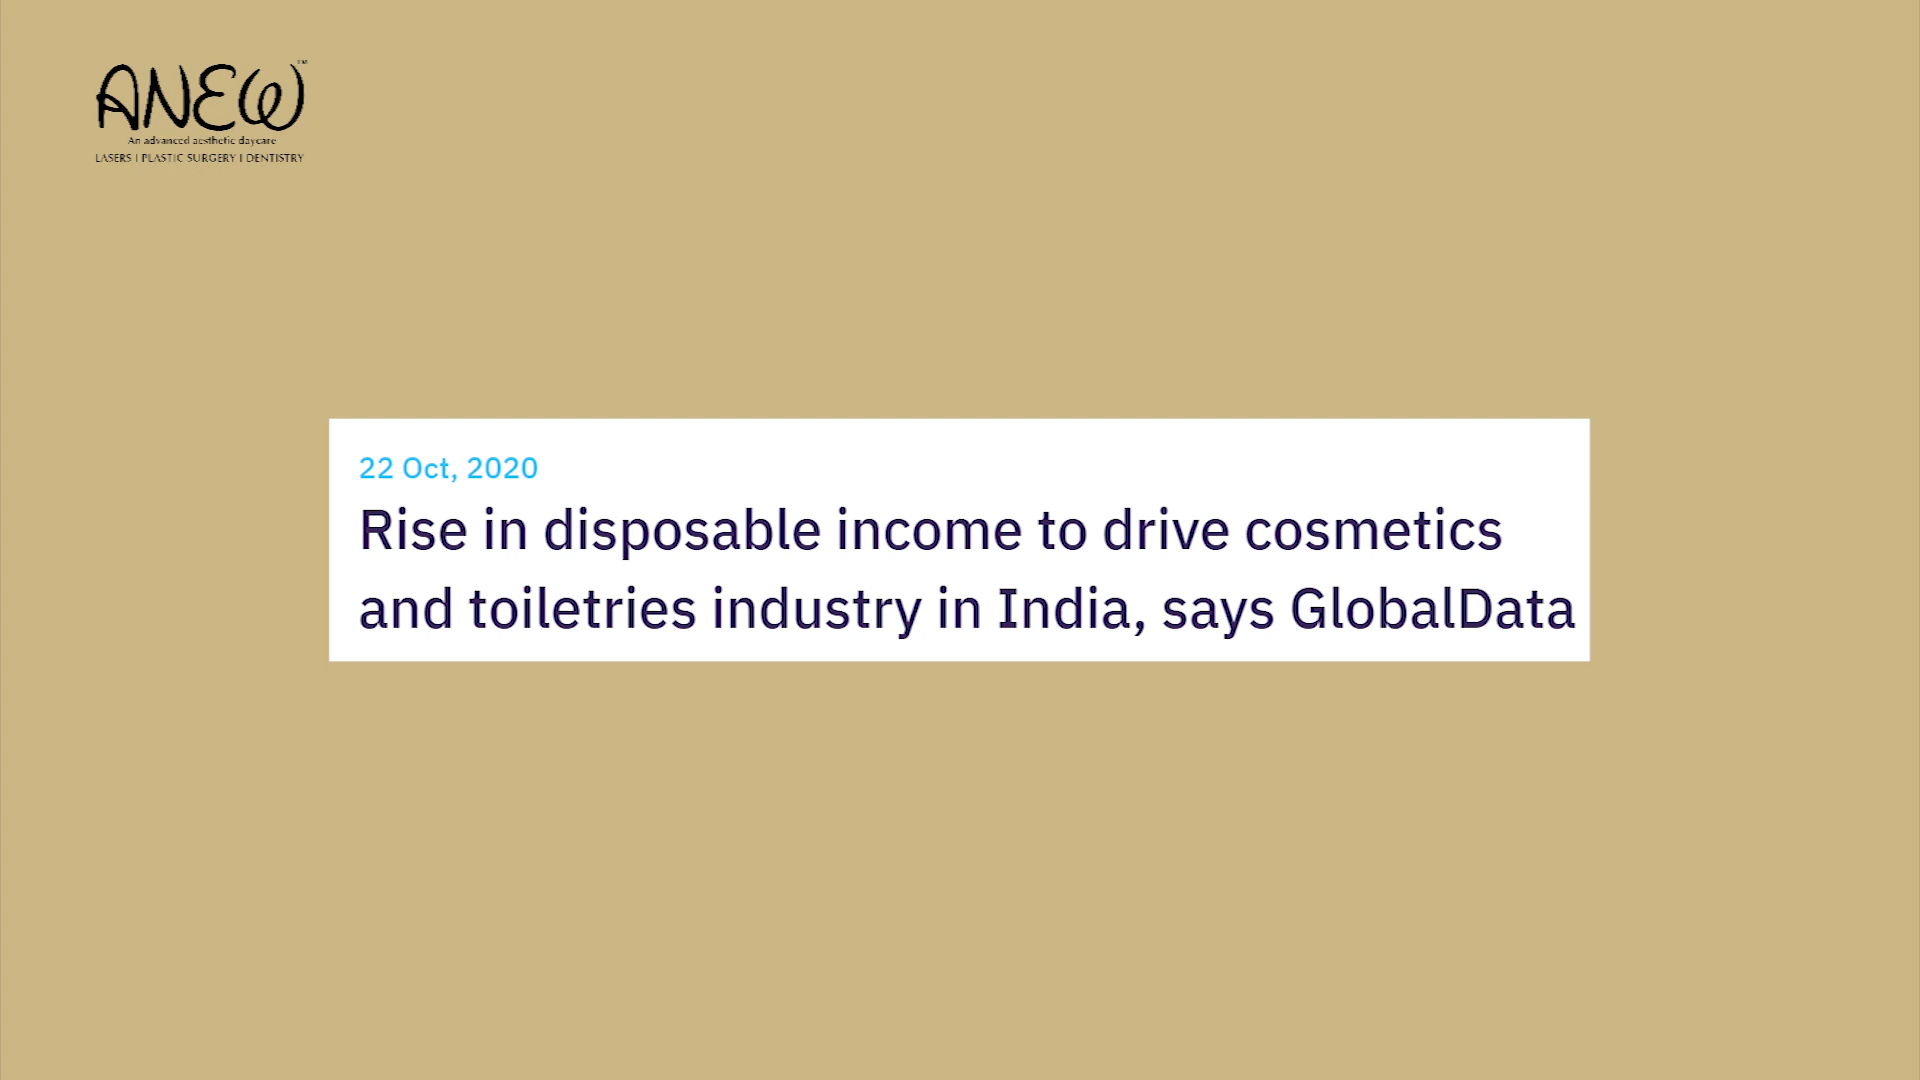 ANEW™
An advanced aesthetic daycare
LASERS | PLASTIC SURGERY | DENTISTRY
22 Oct, 2020
Rise in disposable income to drive cosmetics
and toiletries industry in India, says GlobalData